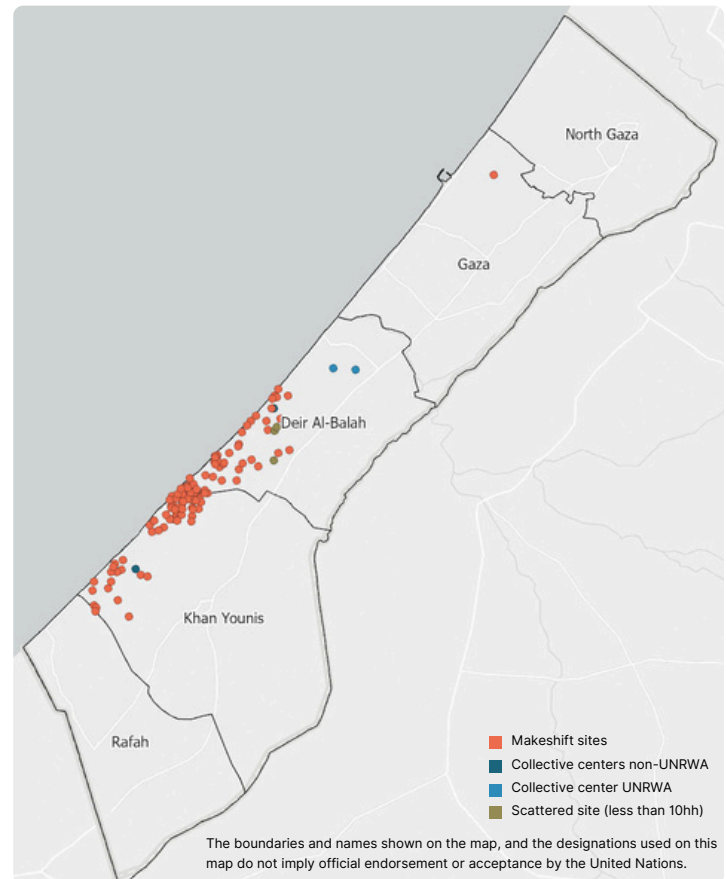 North Gaza
Gaza
Deir Al-Balah
Khan Younis
Rafah
Makeshift sites
Collective centers non-UNRWA
Collective center UNRWA
Scattered site (less than 10hh)
The boundaries and names shown on the map, and the designations used on this
map do not imply official endorsement or acceptance by the United Nations.